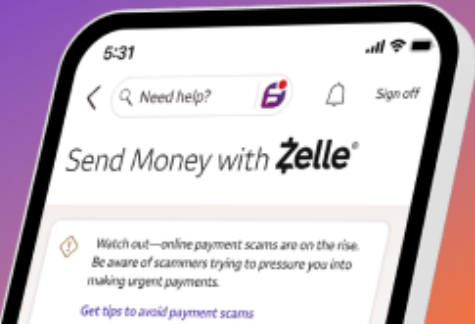 5:31
Need help?
Sign off
Send Money with Zelle®
Watch out—online payment scams are on the rise.
Be aware of scammers trying to pressure you into
making urgent payments.
Get tips to avoid payment scams